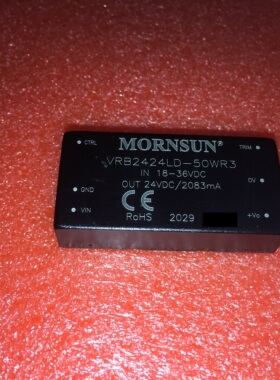 CTRL
TRIM
MORNSUN®
VRB2424LD-50WR3
IN 18-36VDC
OUT 24VDC/2083mA
GND
0V
VIN
CE
RoHS 2029
+Vo